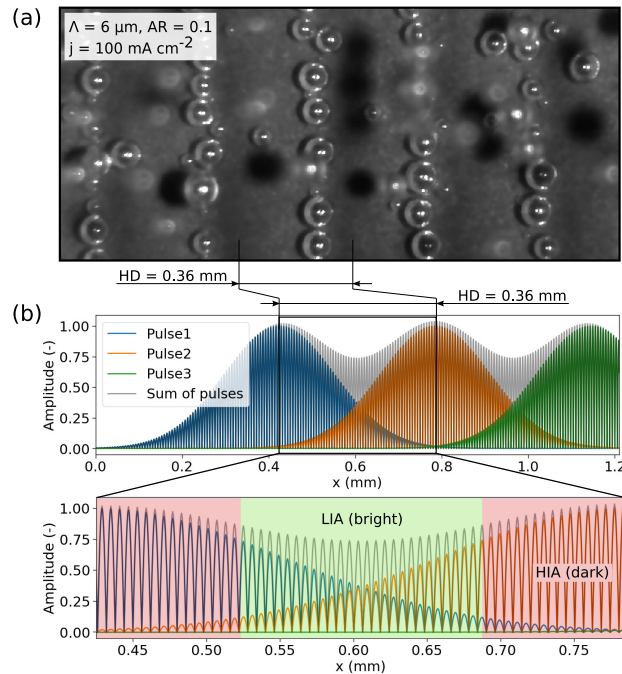 (a)
Λ = 6 µm, AR = 0.1
j = 100 mA cm⁻²
HD = 0.36 mm
HD = 0.36 mm
(b)
Amplitude (-)
1.00
0.75
0.50
0.25
0.00
Pulse1
Pulse2
Pulse3
Sum of pulses
0.0 0.2 0.4 0.6 0.8 1.0 1.2
x (mm)
Amplitude (-)
1.00
0.75
0.50
0.25
0.00
LIA (bright)
HIA (dark)
0.45 0.50 0.55 0.60 0.65 0.70 0.75
x (mm)